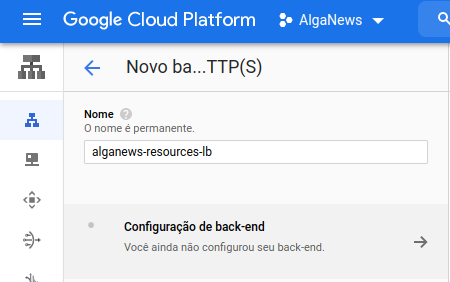 Google Cloud Platform
AlgaNews
Novo ba...TTP(S)
Nome
O nome é permanente.
alganews-resources-lb
Configuração de back-end
Você ainda não configurou seu back-end.